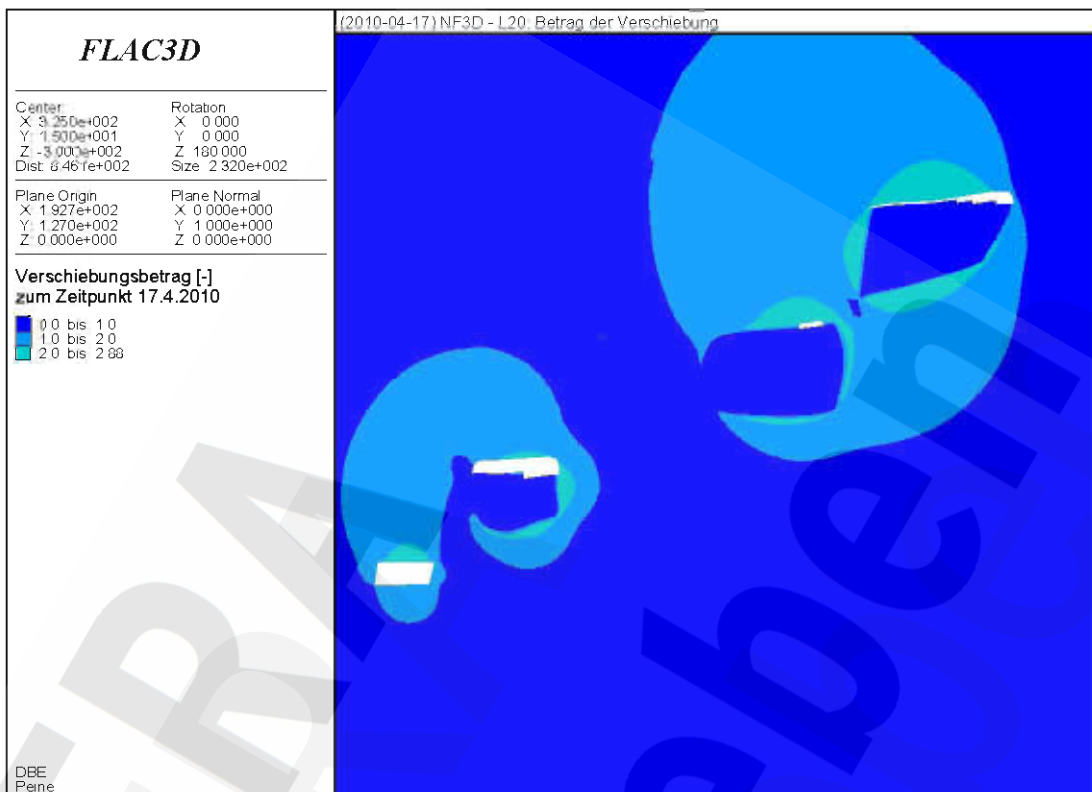 (2010-04-17) NF3D - L20: Betrag der Verschiebung
FLAC3D
Center: Rotation
X: 3.250e+002 X: 0.000
Y: 1.500e+001 Y: 0.000
Z: -3.000e+002 Z: 180.000
Dist: 8.461e+002 Size: 2.320e+002
Plane Origin Plane Normal
X: 1.927e+002 X: 0.000e+000
Y: 1.270e+002 Y: 1.000e+000
Z: 0.000e+000 Z: 0.000e+000
Verschiebungsbetrag [-]
zum Zeitpunkt 17.4.2010
0.0 bis 1.0
1.0 bis 2.0
2.0 bis 2.88
DBE
Peine